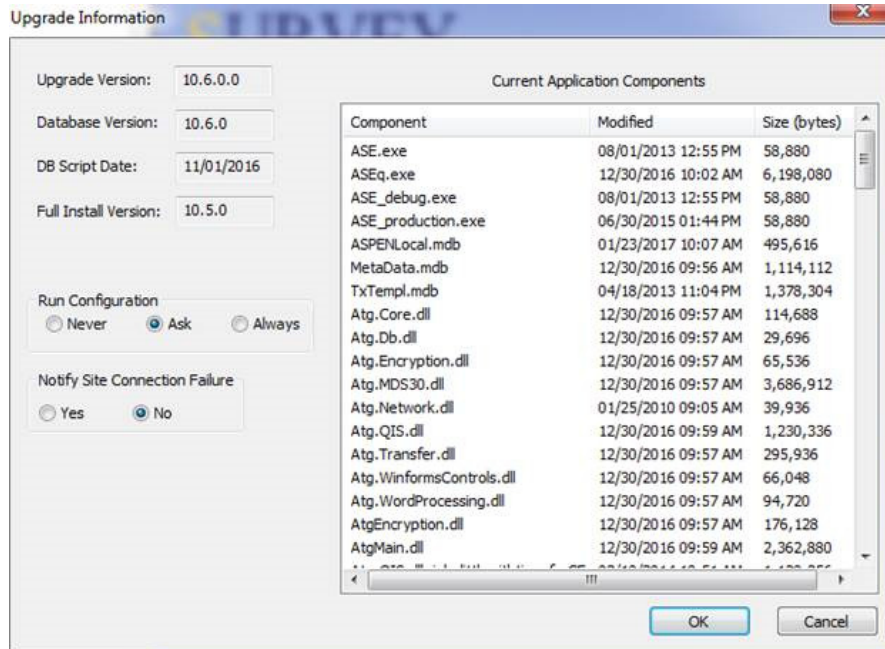 Upgrade Information
SURVEY
Upgrade Version: 10.6.0.0
Database Version: 10.6.0
DB Script Date: 11/01/2016
Full Install Version: 10.5.0
Run Configuration
Never Ask Always
Notify Site Connection Failure
Yes No
Current Application Components
Component Modified Size (bytes)
ASE.exe 08/01/2013 12:55 PM 58,880
ASEq.exe 12/30/2016 10:02 AM 6,198,080
ASE_debug.exe 08/01/2013 12:55 PM 58,880
ASE_production.exe 06/30/2015 01:44 PM 58,880
ASPENLocal.mdb 01/23/2017 10:07 AM 495,616
MetaData.mdb 12/30/2016 09:56 AM 1,114,112
TxTempl.mdb 04/18/2013 11:04 PM 1,378,304
Atg.Core.dll 12/30/2016 09:57 AM 114,688
Atg.Db.dll 12/30/2016 09:57 AM 29,696
Atg.Encryption.dll 12/30/2016 09:57 AM 65,536
Atg.MDS30.dll 12/30/2016 09:57 AM 3,686,912
Atg.Network.dll 01/25/2010 09:05 AM 39,936
Atg.QIS.dll 12/30/2016 09:59 AM 1,230,336
Atg.Transfer.dll 12/30/2016 09:57 AM 295,936
Atg.WinformsControls.dll 12/30/2016 09:57 AM 66,048
Atg.WordProcessing.dll 12/30/2016 09:57 AM 94,720
AtgEncryption.dll 12/30/2016 09:57 AM 176,128
AtgMain.dll 12/30/2016 09:59 AM 2,362,880
OK Cancel